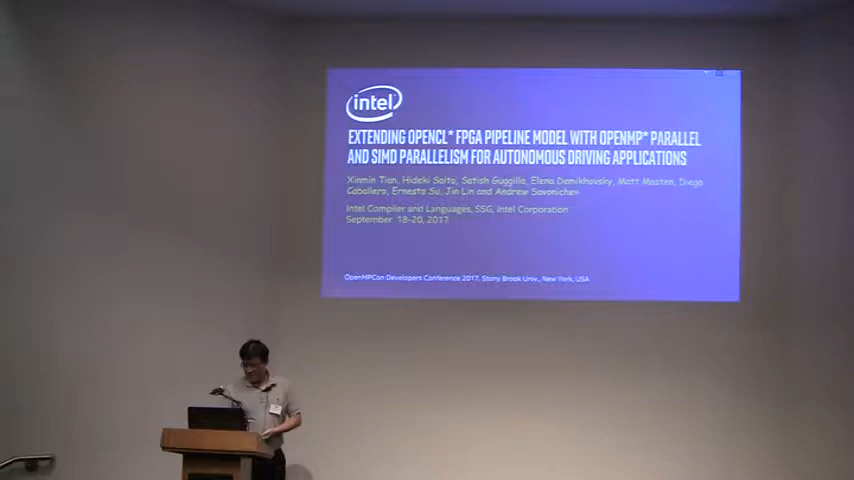 intel
EXTENDING OPENCL* FPGA PIPELINE MODEL WITH OPENMP* PARALLEL
AND SIMD PARALLELISM FOR AUTONOMOUS DRIVING APPLICATIONS
Xinmin Tian, Hideki Saito, Satish Guggilla, Elena Demikhovsky, Matt Masten, Diego
Caballero, Ernesto Su, Jin Lin and Andrew Savonichev
Intel Compiler and Languages, SSG, Intel Corporation
September 18-20, 2017
OpenMPCon Developers Conference 2017, Stony Brook Univ., New York, USA